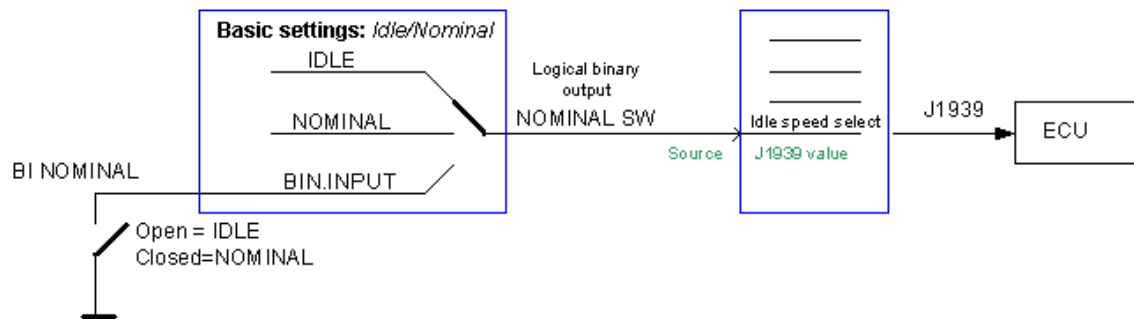 Basic settings: Idle/Nominal
IDLE
Logical binary
output
NOMINAL
NOMINAL SW
Idle speed select
J1939
ECU
Source
J1939 value
BI NOMINAL
BIN.INPUT
Open = IDLE
Closed=NOMINAL